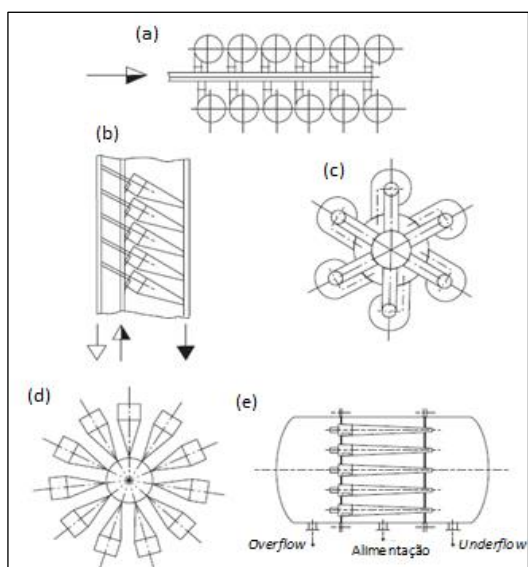 (a)
(b)
(c)
(d)
(e)
Overflow
Alimentação
Underflow